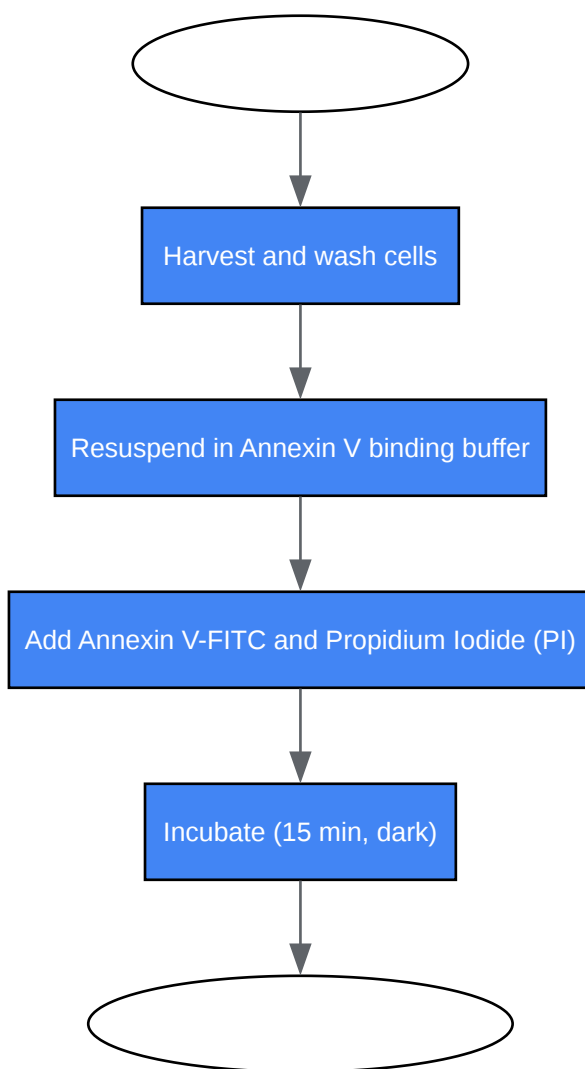 Harvest and wash cells
Resuspend in Annexin V binding buffer
Add Annexin V-FITC and Propidium Iodide (PI)
Incubate (15 min, dark)